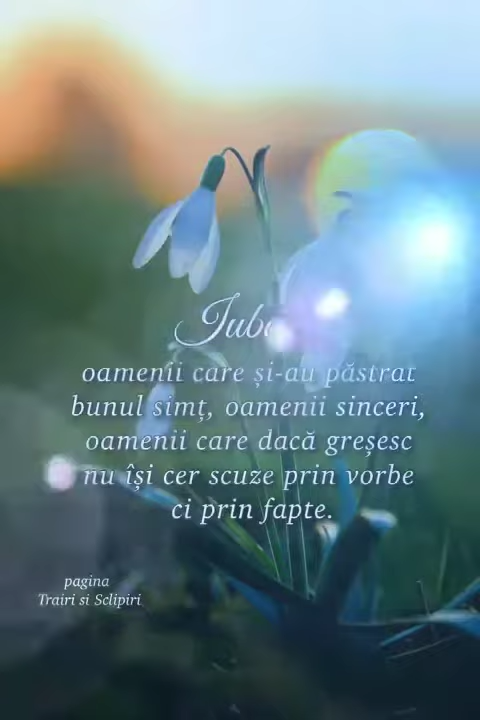 oamenii care și-au păstrat
bunul simț, oamenii sinceri,
oamenii care dacă greșesc
nu își cer scuze prin vorbe
ci prin fapte.
pagina
Trairi si Sclipiri